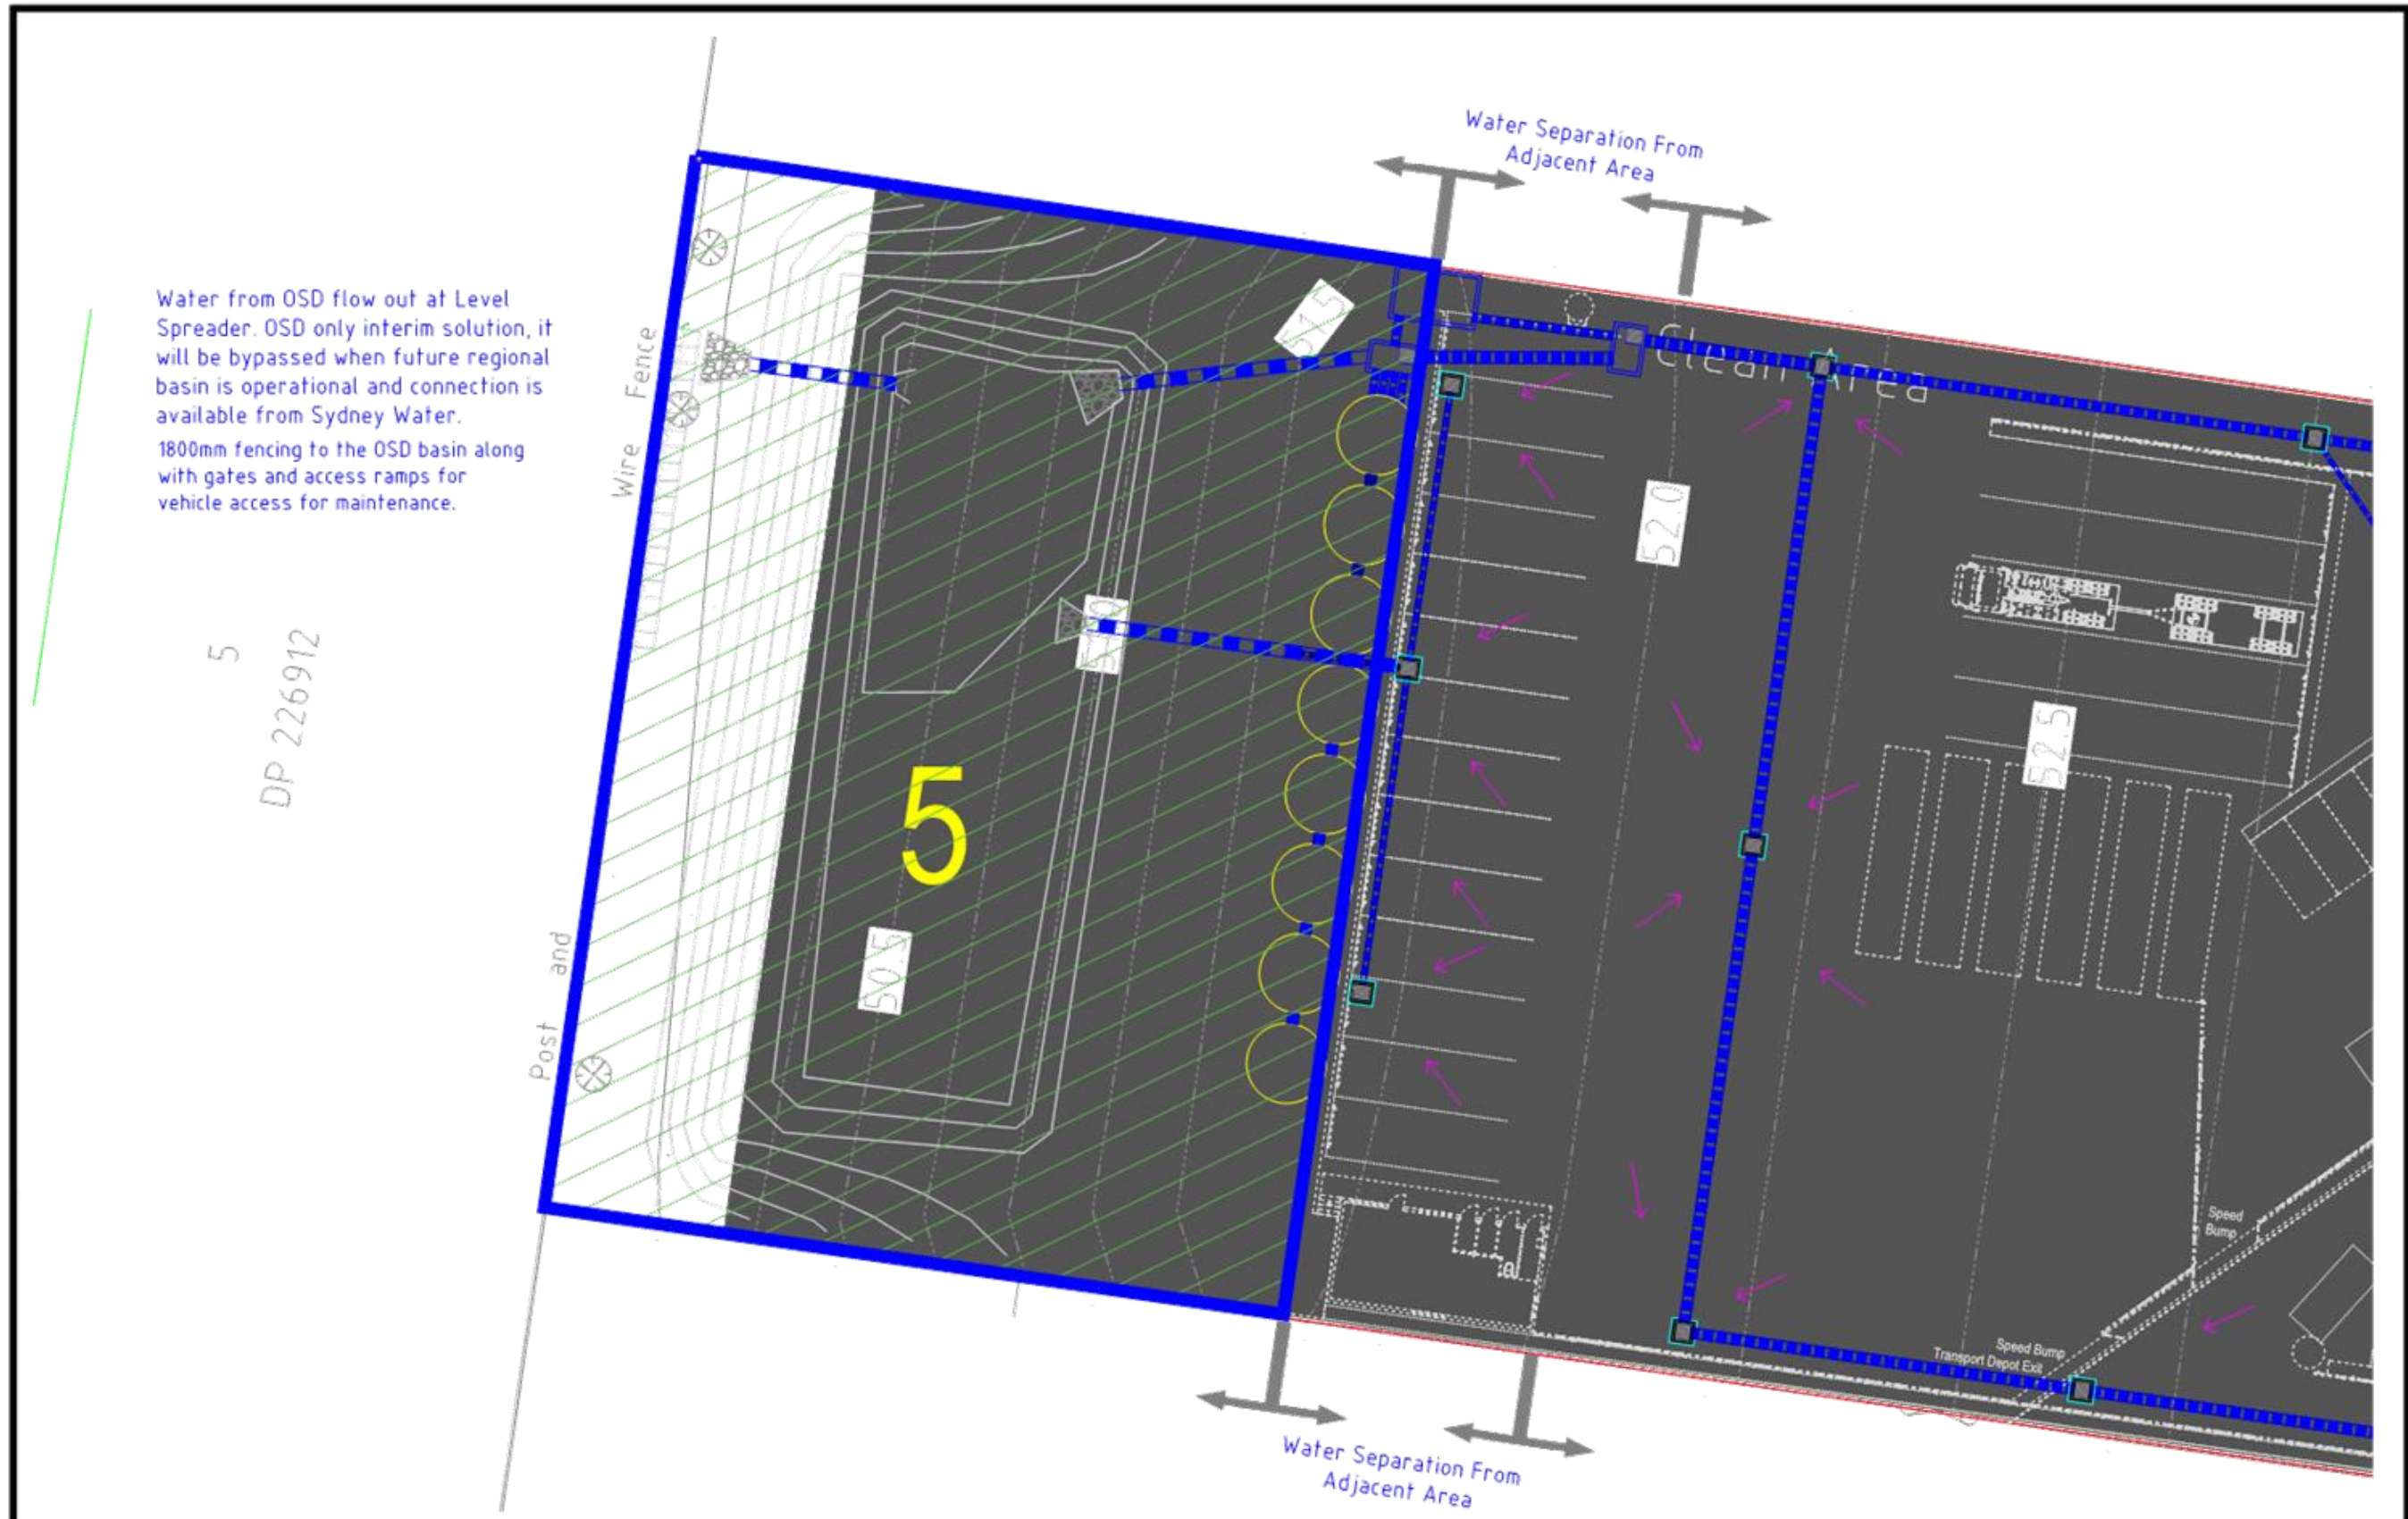 Water Separation From
Adjacent Area
Water from OSD flow out at Level
Spreader. OSD only interim solution, it
will be bypassed when future regional
basin is operational and connection is
available from Sydney Water.
1800mm fencing to the OSD basin along
with gates and access ramps for
vehicle access for maintenance.
Post and Wire Fence
5
DP 226912
51.5
Clean Area
52.0
52.5
5
50.5
Speed
Bump
Speed Bump
Transport Depot Exit
Water Separation From
Adjacent Area